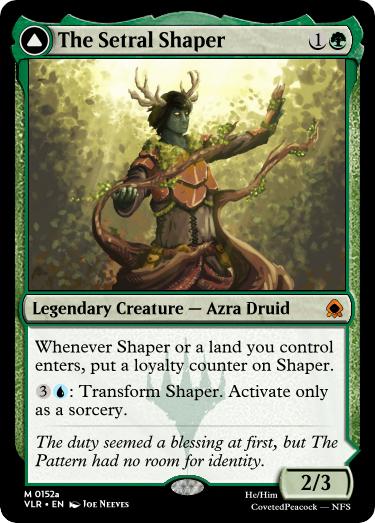 The Setral Shaper 1
Legendary Creature — Azra Druid
Whenever Shaper or a land you control
enters, put a loyalty counter on Shaper.
3 : Transform Shaper. Activate only
as a sorcery.
The duty seemed a blessing at first, but The
Pattern had no room for identity.
2/3
M 0152a
VLR • EN Joe Neeves
He/Him
CovetedPeacock — NFS